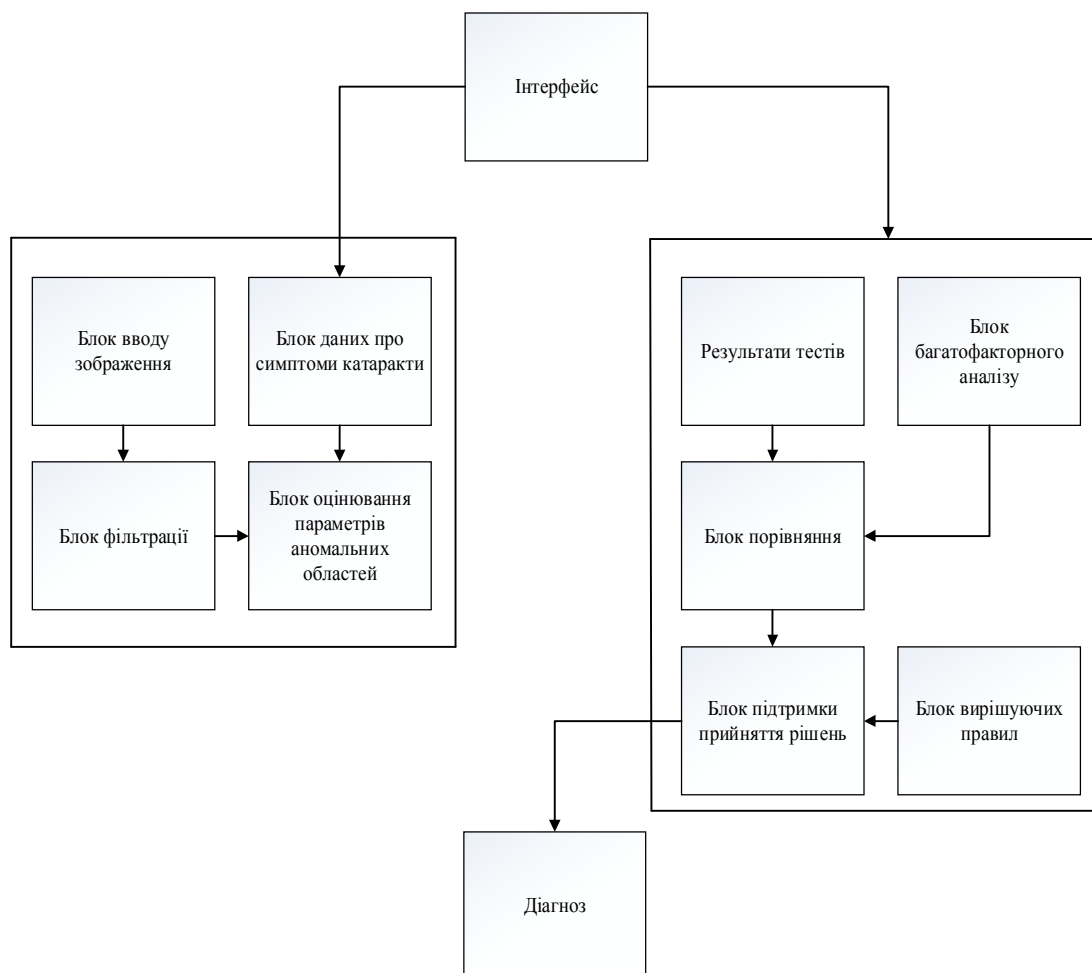 Інтерфейс
Блок вводу
зображення
Блок даних про
симптоми катаракти
Результати тестів
Блок
багатофакторного
аналізу
Блок фільтрації
Блок оцінювання
параметрів
аномальних
областей
Блок порівняння
Блок підтримки
прийняття рішень
Блок вирішуючих
правил
Діагноз